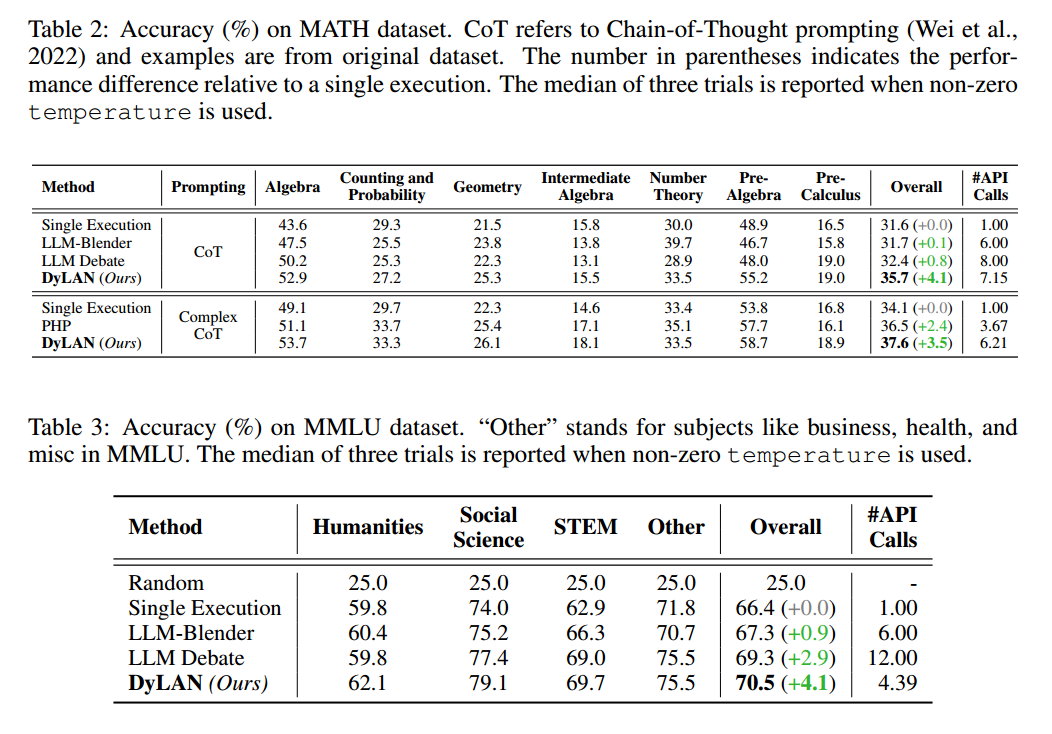 Table 2: Accuracy (%) on MATH dataset. CoT refers to Chain-of-Thought prompting (Wei et al.,
2022) and examples are from original dataset. The number in parentheses indicates the perfor-
mance difference relative to a single execution. The median of three trials is reported when non-zero
temperature is used.
Method Prompting Algebra Counting and Probability Geometry Intermediate Algebra Number Theory Pre-Algebra Pre-Calculus Overall #API Calls
Single Execution 43.6 29.3 21.5 15.8 30.0 48.9 16.5 31.6 (+0.0) 1.00
LLM-Blender 47.5 25.5 23.8 13.8 39.7 46.7 15.8 31.7 (+0.1) 6.00
CoT
LLM Debate 50.2 25.3 22.3 13.1 28.9 48.0 19.0 32.4 (+0.8) 8.00
DyLAN (Ours) 52.9 27.2 25.3 15.5 33.5 55.2 19.0 35.7 (+4.1) 7.15
Single Execution 49.1 29.7 22.3 14.6 33.4 53.8 16.8 34.1 (+0.0) 1.00
Complex
CoT
PHP 51.1 33.7 25.4 17.1 35.1 57.7 16.1 36.5 (+2.4) 3.67
DyLAN (Ours) 53.7 33.3 26.1 18.1 33.5 58.7 18.9 37.6 (+3.5) 6.21
Table 3: Accuracy (%) on MMLU dataset. “Other” stands for subjects like business, health, and
misc in MMLU. The median of three trials is reported when non-zero temperature is used.
Method Humanities Social Science STEM Other Overall #API Calls
Random 25.0 25.0 25.0 25.0 25.0 -
Single Execution 59.8 74.0 62.9 71.8 66.4 (+0.0) 1.00
LLM-Blender 60.4 75.2 66.3 70.7 67.3 (+0.9) 6.00
LLM Debate 59.8 77.4 69.0 75.5 69.3 (+2.9) 12.00
DyLAN (Ours) 62.1 79.1 69.7 75.5 70.5 (+4.1) 4.39